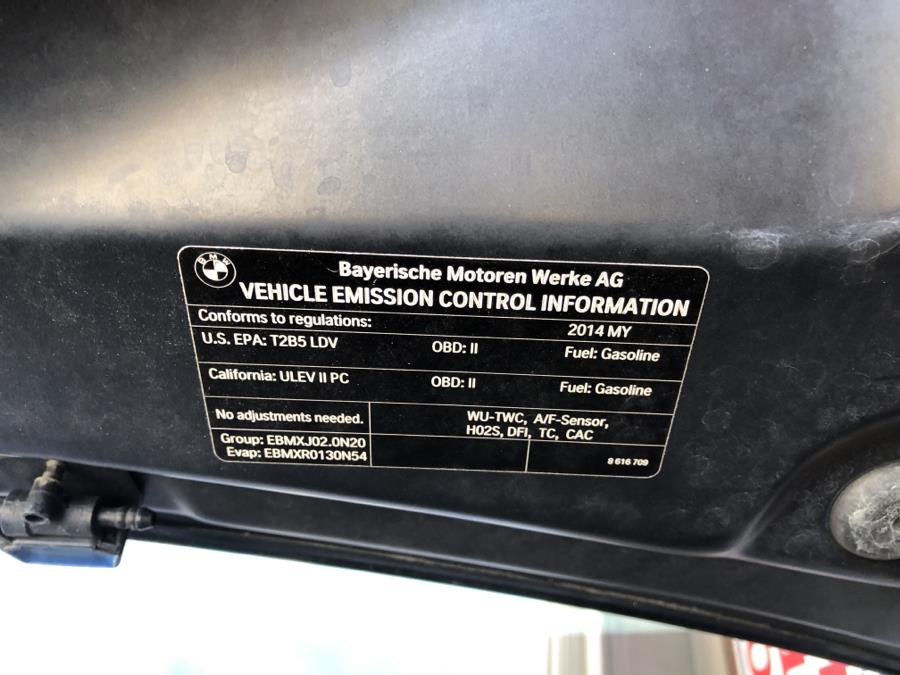 BMW
Bayerische Motoren Werke AG
VEHICLE EMISSION CONTROL INFORMATION
Conforms to regulations: 2014 MY
U.S. EPA: T2B5 LDV OBD: II Fuel: Gasoline
California: ULEV II PC OBD: II Fuel: Gasoline
No adjustments needed. WU-TWC, A/F-Sensor,
H02S, DFI, TC, CAC
Group: EBMXJ02.0N20
Evap: EBMXR0130N54
8 616 709